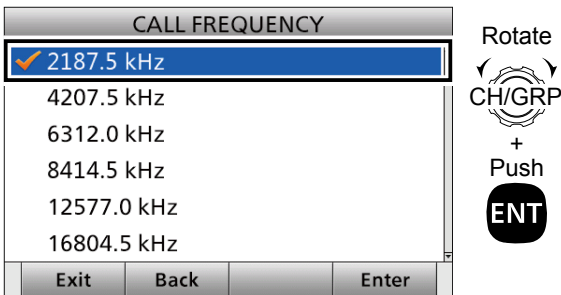 CALL FREQUENCY
2187.5 kHz
4207.5 kHz
6312.0 kHz
8414.5 kHz
12577.0 kHz
16804.5 kHz
Exit Back Enter
Rotate
CH/GRP
+
Push
ENT